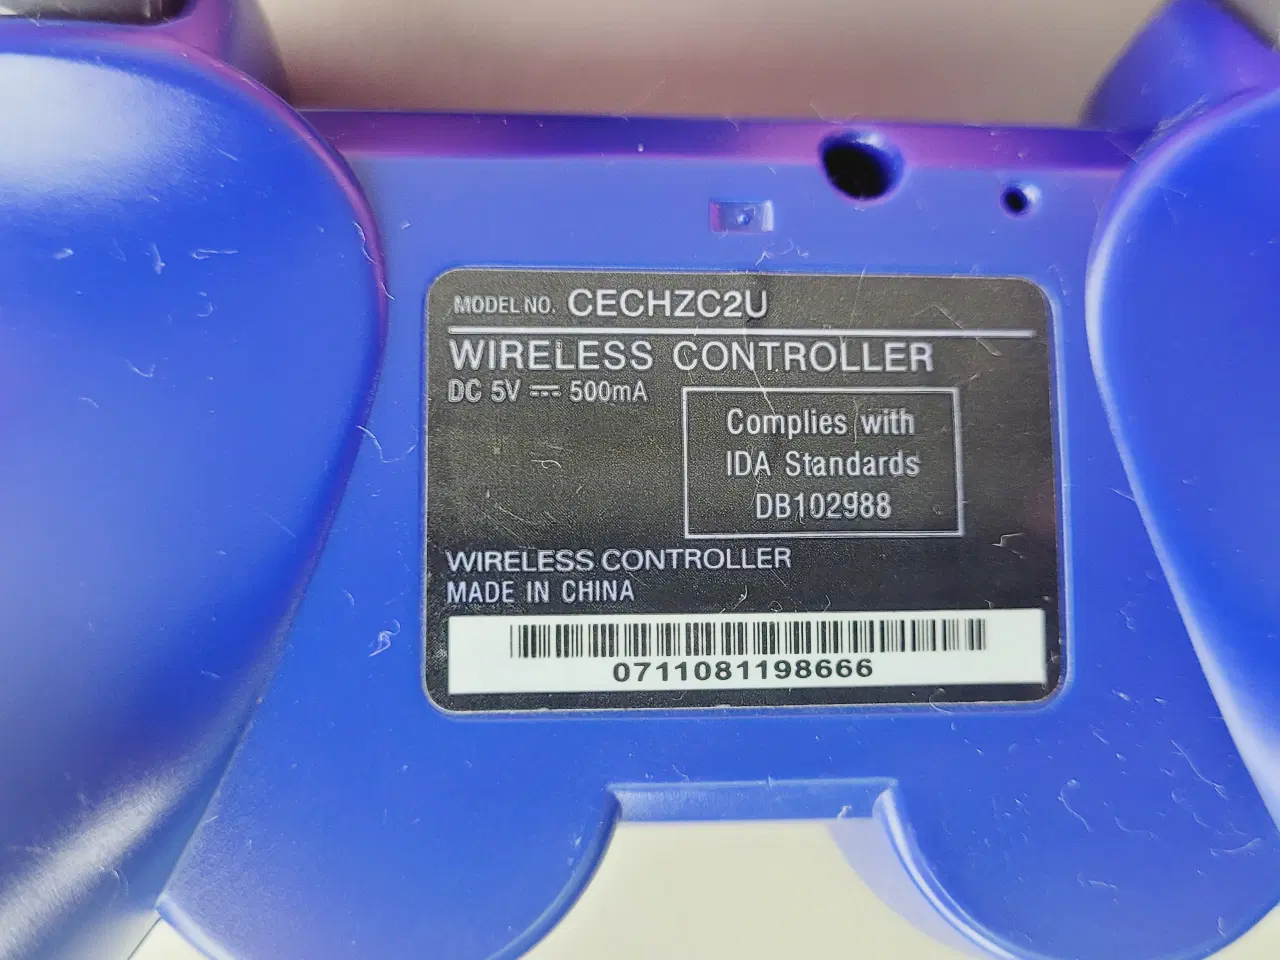 MODEL NO. CECHZC2U
WIRELESS CONTROLLER
DC 5V ⎓ 500mA
Complies with
IDA Standards
DB102988
WIRELESS CONTROLLER
MADE IN CHINA
0711081198666